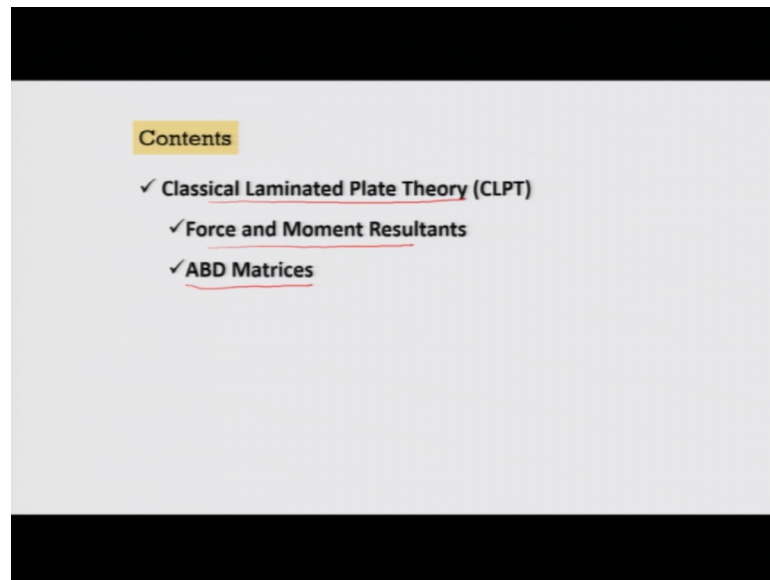 Contents
✓ Classical Laminated Plate Theory (CLPT)
✓Force and Moment Resultants
✓ABD Matrices